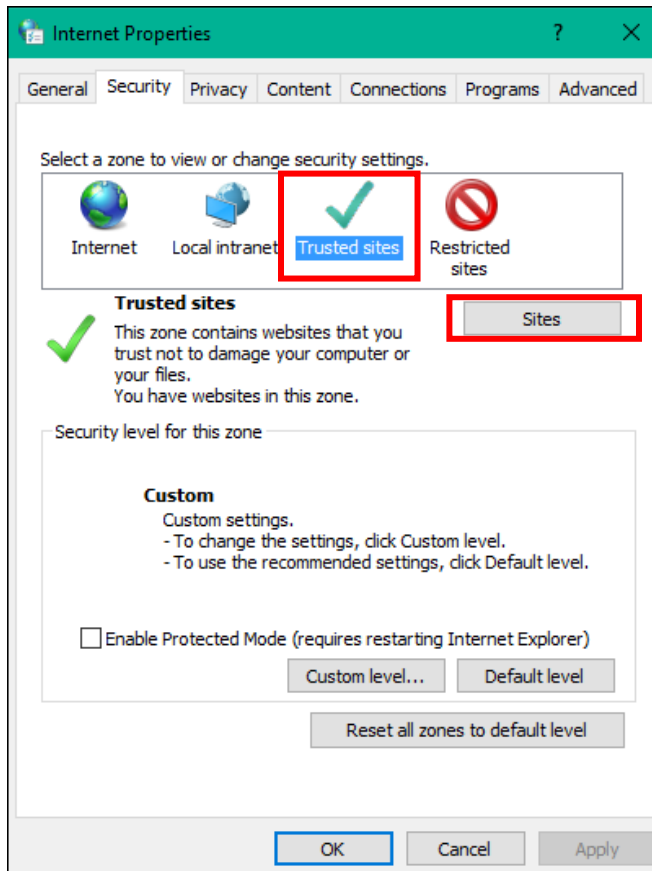 Internet Properties
?
General Security Privacy Content Connections Programs Advanced
Select a zone to view or change security settings.
Internet Local intranet Trusted sites Restricted
sites
Trusted sites
Sites
This zone contains websites that you
trust not to damage your computer or
your files.
You have websites in this zone.
Security level for this zone
Custom
Custom settings.
- To change the settings, click Custom level.
- To use the recommended settings, click Default level.
Enable Protected Mode (requires restarting Internet Explorer)
Custom level... Default level
Reset all zones to default level
OK Cancel Apply